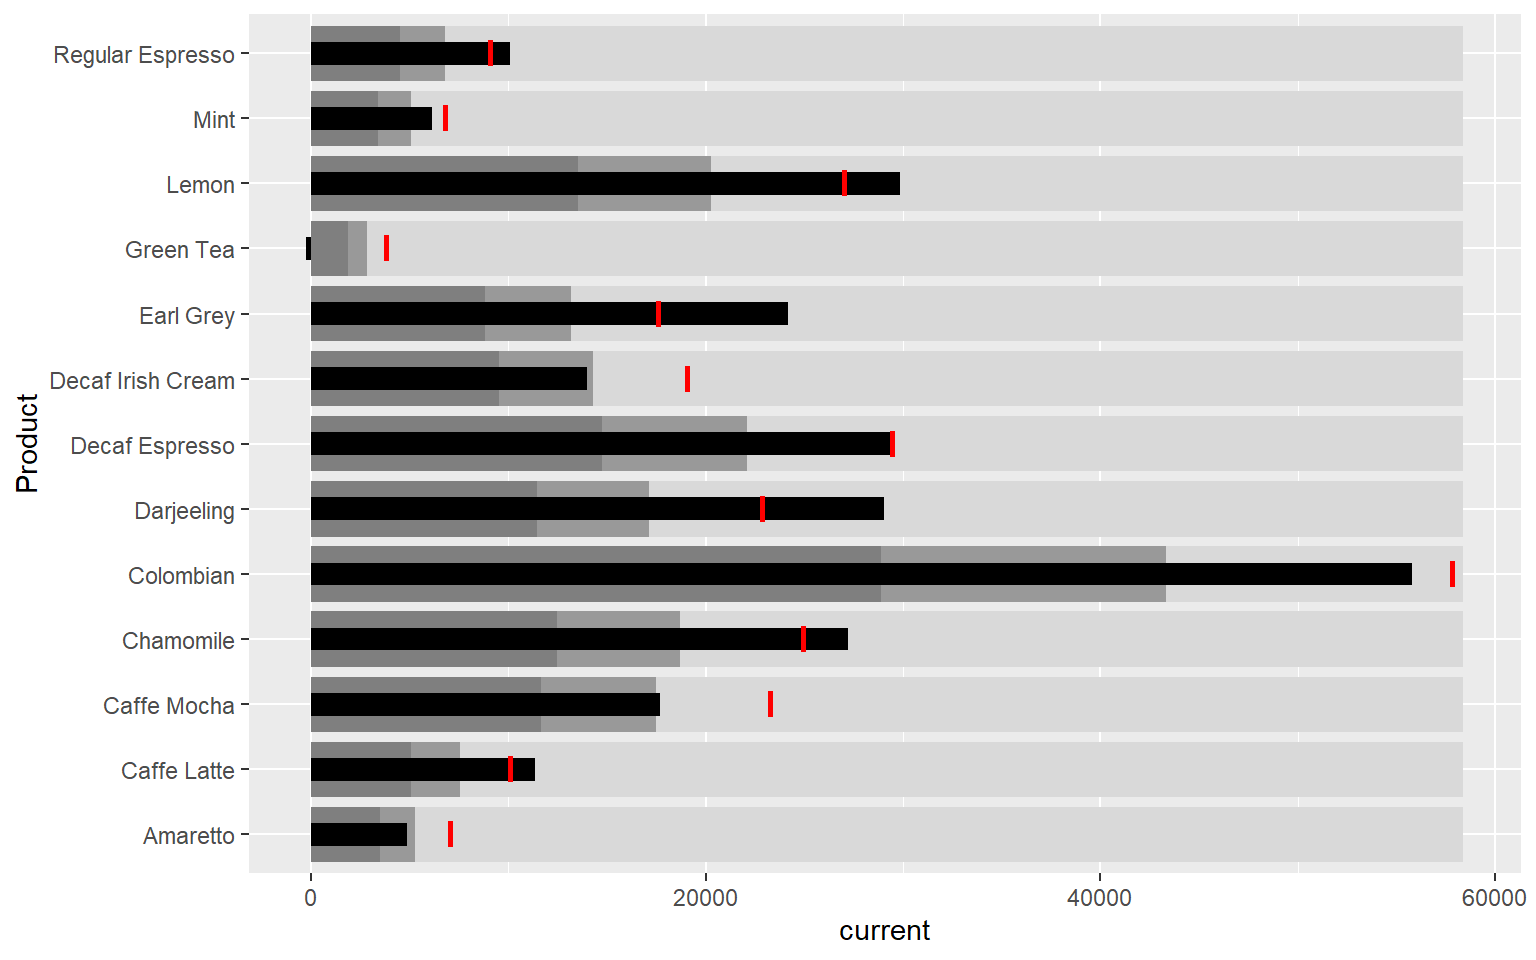 Regular Espresso
Mint
Lemon
Green Tea
Earl Grey
Decaf Irish Cream
Decaf Espresso
Darjeeling
Colombian
Chamomile
Caffe Mocha
Caffe Latte
Amaretto
Product
0 20000 40000 60000
current